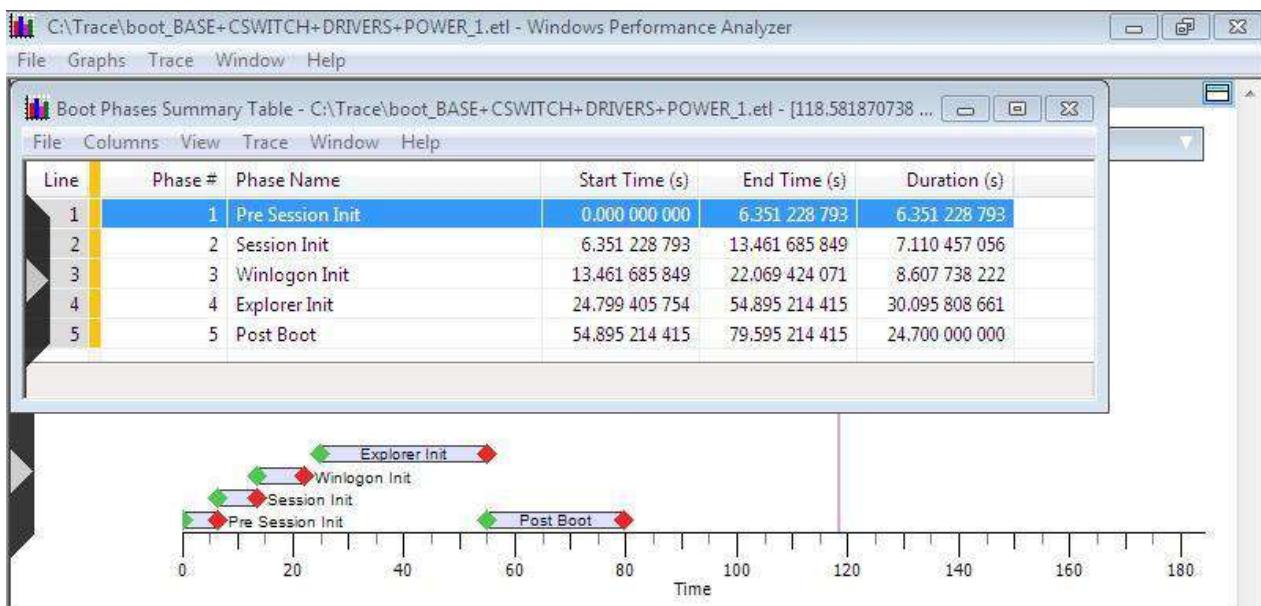 C:\Trace\boot_BASE+CSWITCH+DRIVERS+POWER_1.etl - Windows Performance Analyzer
File Graphs Trace Window Help
Boot Phases Summary Table - C:\Trace\boot_BASE+CSWITCH+DRIVERS+POWER_1.etl - [118.581870738 ...
File Columns View Trace Window Help
Line Phase # Phase Name Start Time (s) End Time (s) Duration (s)
1 1 Pre Session Init 0.000 000 000 6.351 228 793 6.351 228 793
2 2 Session Init 6.351 228 793 13.461 685 849 7.110 457 056
3 3 Winlogon Init 13.461 685 849 22.069 424 071 8.607 738 222
4 4 Explorer Init 24.799 405 754 54.895 214 415 30.095 808 661
5 5 Post Boot 54.895 214 415 79.595 214 415 24.700 000 000
Explorer Init
Winlogon Init
Session Init
Pre Session Init Post Boot
0 20 40 60 80 100 120 140 160 180
Time